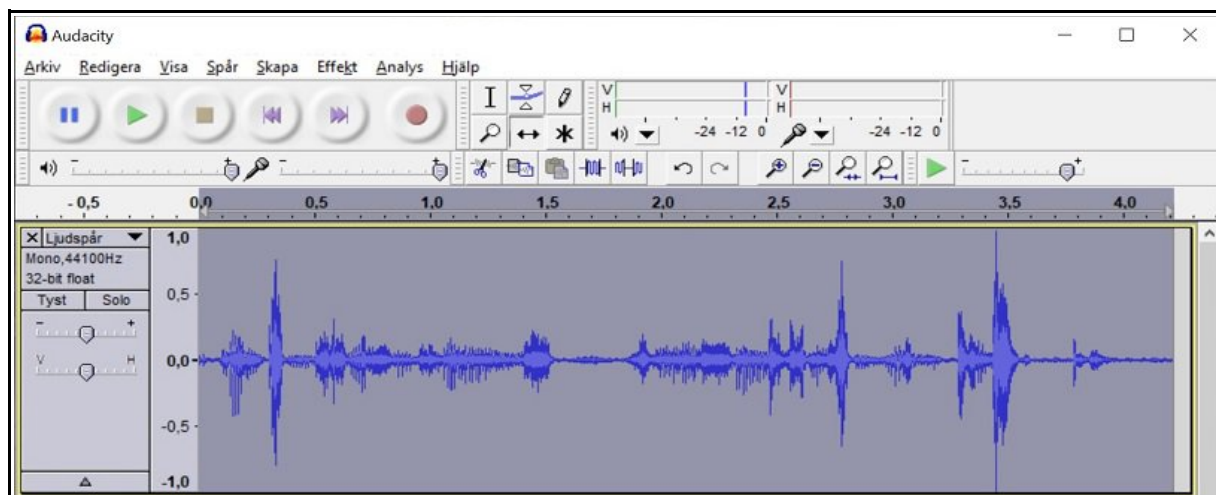 Audacity
Arkiv Redigera Visa Spår Skapa Effekt Analys Hjälp
V V
H H
-24 -12 0 -24 -12 0
- + - + - +
- 0,5 0,0 0,5 1,0 1,5 2,0 2,5 3,0 3,5 4,0
X Ljudspår 1,0
Mono,44100Hz
32-bit float
Tyst Solo 0,5
- +
V H 0,0
-0,5
-1,0